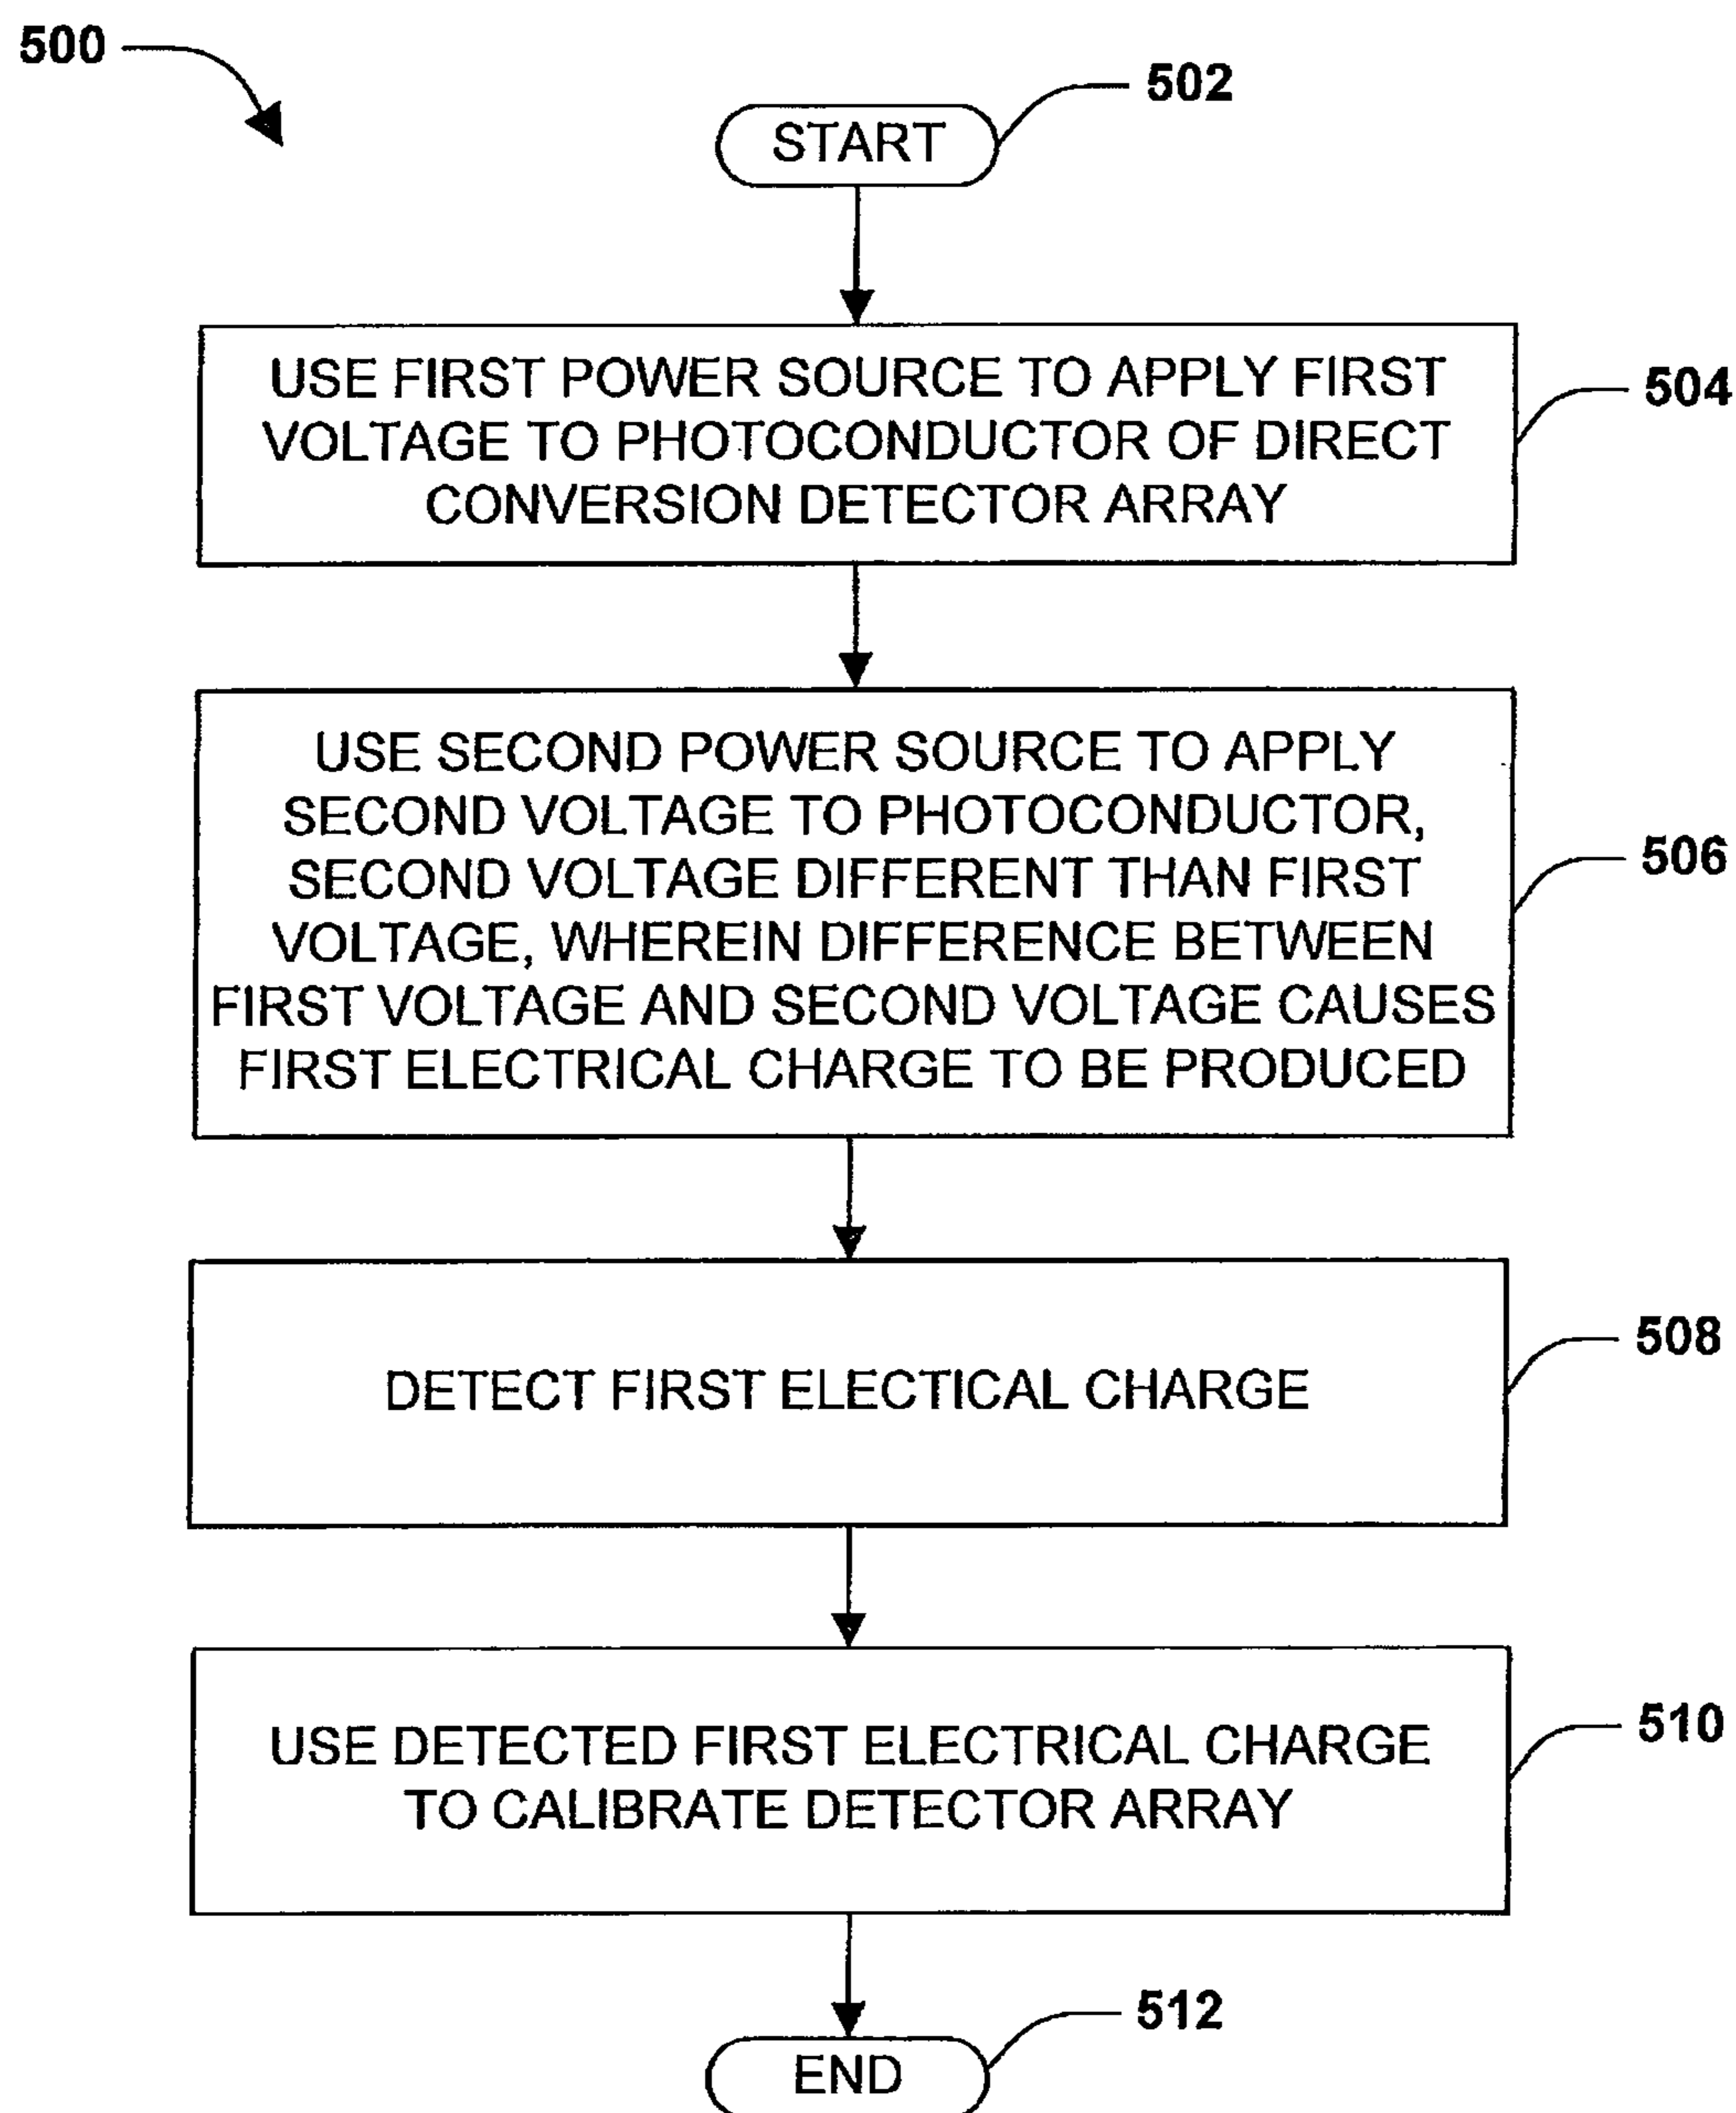 500
502
START
USE FIRST POWER SOURCE TO APPLY FIRST
VOLTAGE TO PHOTOCONDUCTOR OF DIRECT
CONVERSION DETECTOR ARRAY
504
USE SECOND POWER SOURCE TO APPLY
SECOND VOLTAGE TO PHOTOCONDUCTOR,
SECOND VOLTAGE DIFFERENT THAN FIRST
VOLTAGE, WHEREIN DIFFERENCE BETWEEN
FIRST VOLTAGE AND SECOND VOLTAGE CAUSES
FIRST ELECTRICAL CHARGE TO BE PRODUCED
506
DETECT FIRST ELECTICAL CHARGE
508
USE DETECTED FIRST ELECTRICAL CHARGE
TO CALIBRATE DETECTOR ARRAY
510
512
END